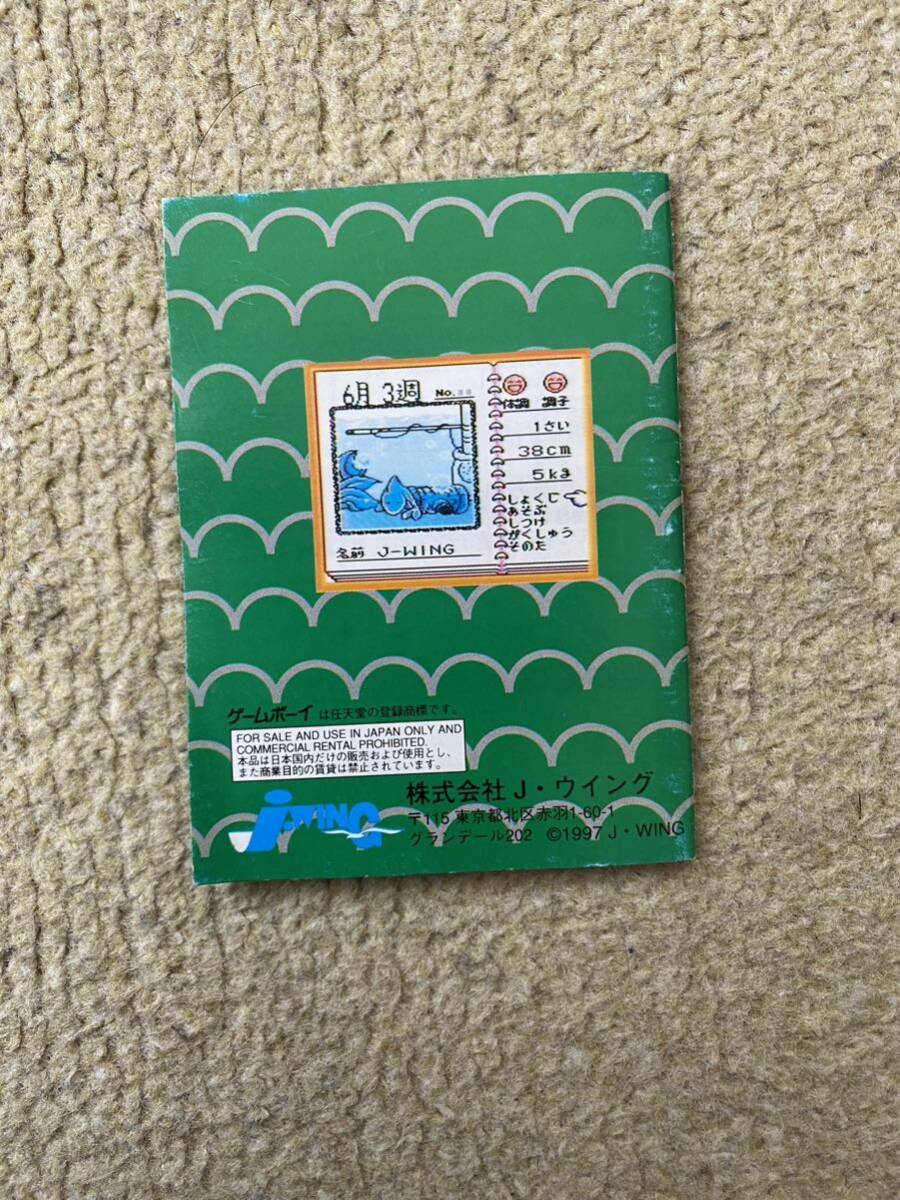 6月 3週 No.
体調 調子
1さい
38cm
5kg
しょくじ
あそぶ
しつけ
がくしゅう
そのた
名前 J-WING
ゲームボーイ は任天堂の登録商標です。
FOR SALE AND USE IN JAPAN ONLY AND
COMMERCIAL RENTAL PROHIBITED.
本品は日本国内だけの販売および使用とし、
また商業目的の賃貸は禁止されています。
J・WING
株式会社 J・ウイング
〒115 東京都北区赤羽1-60-1
グランデール202 ©1997 J・WING